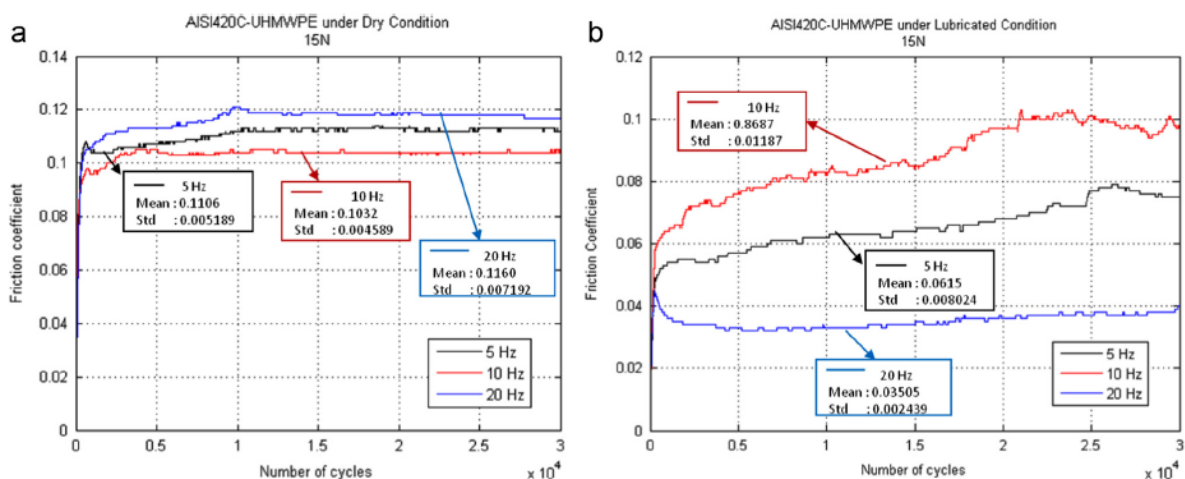 a
AISI420C-UHMWPE under Dry Condition
15N
0.14
0.12
0.1
0.08
0.06
0.04
0.02
0
Friction Coefficient
5 Hz
Mean : 0.1106
Std : 0.005189
10 Hz
Mean : 0.1032
Std : 0.004589
20 Hz
Mean : 0.1160
Std : 0.007192
5 Hz
10 Hz
20 Hz
0 0.5 1 1.5 2 2.5 3
Number of cycles
x 10⁴
b
AISI420C-UHMWPE under Lubricated Condition
15N
0.12
0.1
0.08
0.06
0.04
0.02
0
Friction Coefficient
10 Hz
Mean : 0.8687
Std : 0.01187
5 Hz
Mean : 0.0615
Std : 0.008024
20 Hz
Mean : 0.03505
Std : 0.002439
5 Hz
10 Hz
20 Hz
0 0.5 1 1.5 2 2.5 3
Number of cycles
x 10⁴